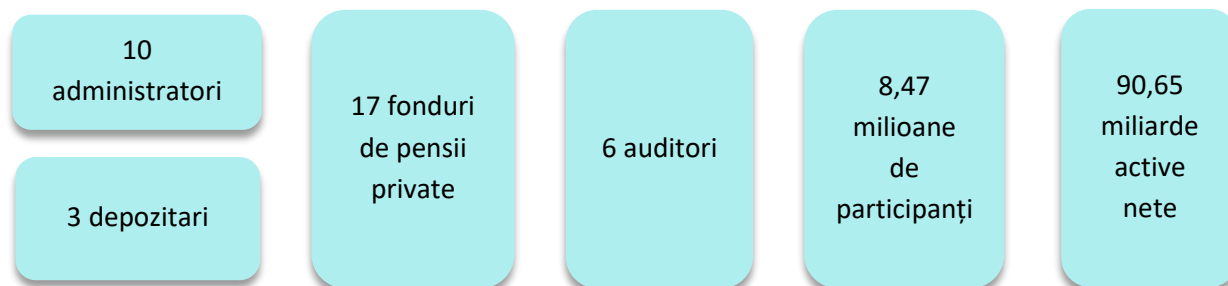 10
administratori
3 depozitari
17 fonduri
de pensii
private
6 auditori
8,47
milioane
de
participanți
90,65
miliarde
active
nete